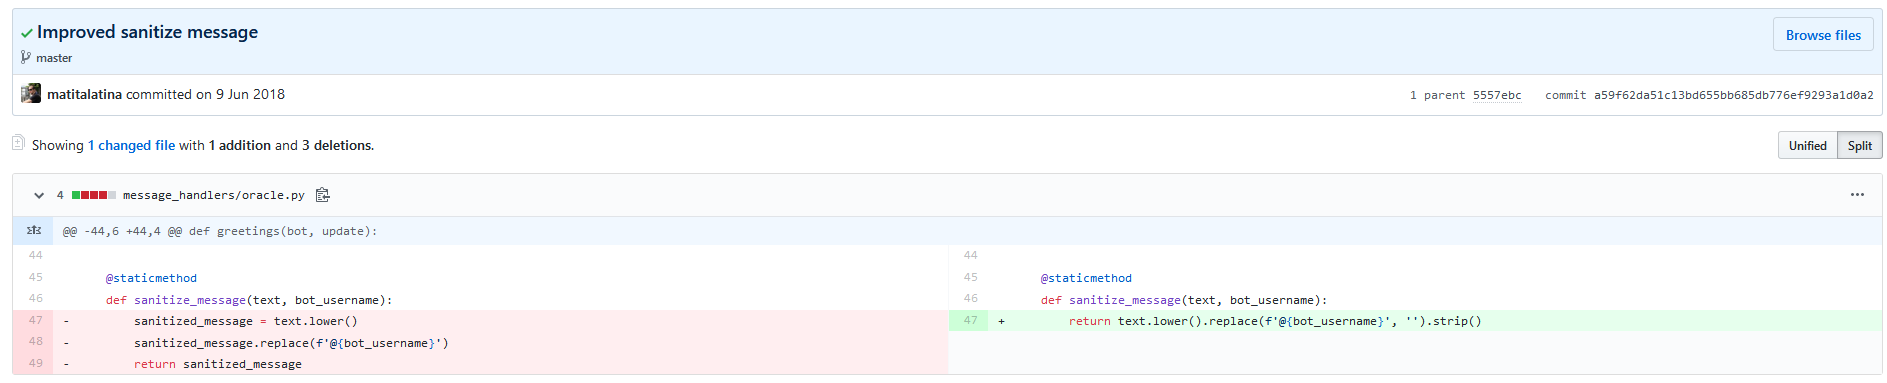 Improved sanitize message
Browse files
master
matitalatina committed on 9 Jun 2018
1 parent 5557ebc commit a59f62da51c13bd655bb685db776ef9293a1d0a2
Showing 1 changed file with 1 addition and 3 deletions.
Unified Split
4 message_handlers/oracle.py
@@ -44,6 +44,4 @@ def greetings(bot, update):
44
45 @staticmethod
46 def sanitize_message(text, bot_username):
47 - sanitized_message = text.lower()
48 - sanitized_message.replace(f'@{bot_username}')
49 - return sanitized_message
44
45 @staticmethod
46 def sanitize_message(text, bot_username):
47 + return text.lower().replace(f'@{bot_username}', '').strip()